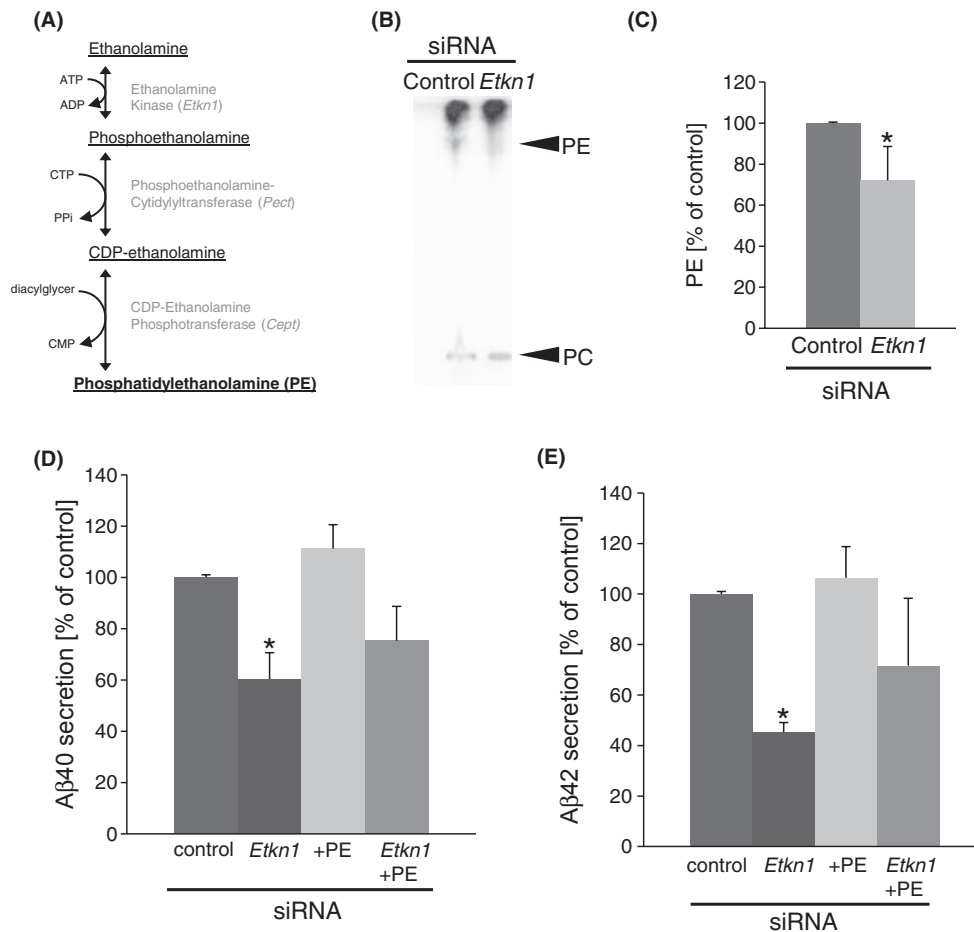 (A)
Ethanolamine
ATP
ADP
Ethanolamine
Kinase (Etkn1)
Phosphoethanolamine
CTP
PPi
Phosphoethanolamine-
Cytidylyltransferase (Pect)
CDP-ethanolamine
diacylglycer
CMP
CDP-Ethanolamine
Phosphotransferase (Cept)
Phosphatidylethanolamine (PE)
(B)
siRNA
Control Etkn1
PE
PC
(C)
PE [% of control]
120
100
80
60
40
20
0
*
Control Etkn1
siRNA
(D)
Aβ40 secretion [% of control]
140
120
100
80
60
40
20
0
*
control Etkn1 +PE Etkn1
+PE
siRNA
(E)
Aβ42 secretion [% of control]
140
120
100
80
60
40
20
0
*
control Etkn1 +PE Etkn1
+PE
siRNA